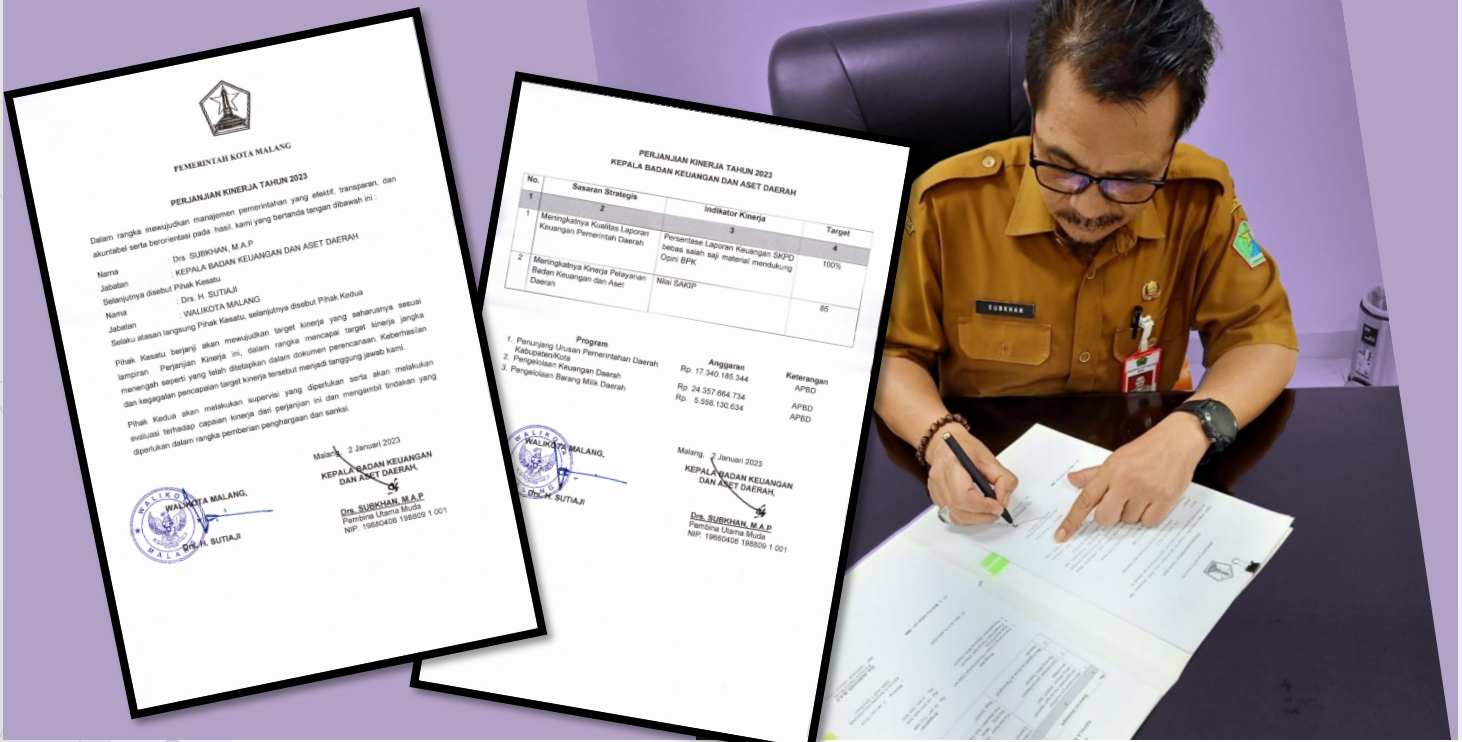 PEMERINTAH KOTA MALANG
PERJANJIAN KINERJA TAHUN 2023
Dalam rangka mewujudkan manajemen pemerintahan yang efektif, transparan, dan
akuntabel serta berorientasi pada hasil, kami yang bertanda tangan dibawah ini :
Nama : Drs. SUBKHAN, M.A.P
Jabatan : KEPALA BADAN KEUANGAN DAN ASET DAERAH
Selanjutnya disebut Pihak Kesatu
Nama : Drs. H. SUTIAJI
Jabatan : WALIKOTA MALANG
Selaku atasan langsung Pihak Kesatu, selanjutnya disebut Pihak Kedua
Pihak Kesatu berjanji akan mewujudkan target kinerja yang seharusnya sesuai
lampiran Perjanjian Kinerja ini, dalam rangka mencapai target kinerja jangka
menengah seperti yang telah ditetapkan dalam dokumen perencanaan. Keberhasilan
dan kegagalan pencapaian target kinerja tersebut menjadi tanggung jawab kami.
Pihak Kedua akan melakukan supervisi yang diperlukan serta akan melakukan
evaluasi terhadap capaian kinerja dari perjanjian ini dan mengambil tindakan yang
diperlukan dalam rangka pemberian penghargaan dan sanksi.
Malang, 2 Januari 2023
WALIKOTA MALANG, KEPALA BADAN KEUANGAN
DAN ASET DAERAH,
WALIKOTA
MALANG
Drs. H. SUTIAJI Drs. SUBKHAN, M.A.P
Pembina Utama Muda
NIP. 19680408 198809 1 001
PERJANJIAN KINERJA TAHUN 2023
KEPALA BADAN KEUANGAN DAN ASET DAERAH
No. Sasaran Strategis Indikator Kinerja Target
1 2 3 4
1 Meningkatnya Kualitas Laporan Persentase Laporan Keuangan SKPD 100%
Keuangan Pemerintah Daerah bebas salah saji material mendukung
Opini BPK
2 Meningkatnya Kinerja Pelayanan Nilai SAKIP 85
Badan Keuangan dan Aset
Daerah
Program Anggaran Keterangan
1. Penunjang Urusan Pemerintahan Daerah Rp. 17.340.185.344 APBD
Kabupaten/Kota
2. Pengelolaan Keuangan Daerah Rp. 24.357.664.734 APBD
3. Pengelolaan Barang Milik Daerah Rp. 5.558.130.634 APBD
Malang, 2 Januari 2023
WALIKOTA MALANG, KEPALA BADAN KEUANGAN
DAN ASET DAERAH,
Drs. H. SUTIAJI Drs. SUBKHAN, M.A.P
Pembina Utama Muda
NIP. 19680408 198809 1 001
SUBKHAN